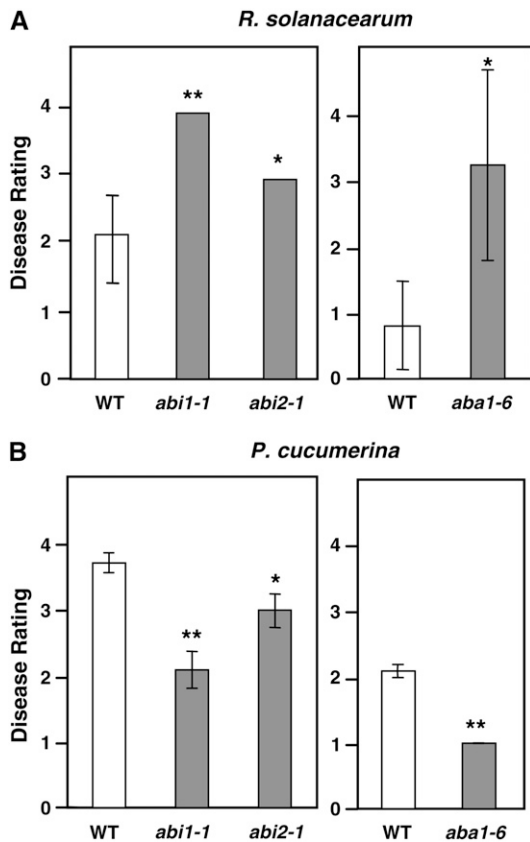 A
R. solanacearum
Disease Rating
4
3
2
1
0
**
*
WT
abi1-1
abi2-1
4
3
2
1
0
*
WT
aba1-6
B
P. cucumerina
Disease Rating
4
3
2
1
0
**
*
WT
abi1-1
abi2-1
4
3
2
1
0
**
WT
aba1-6